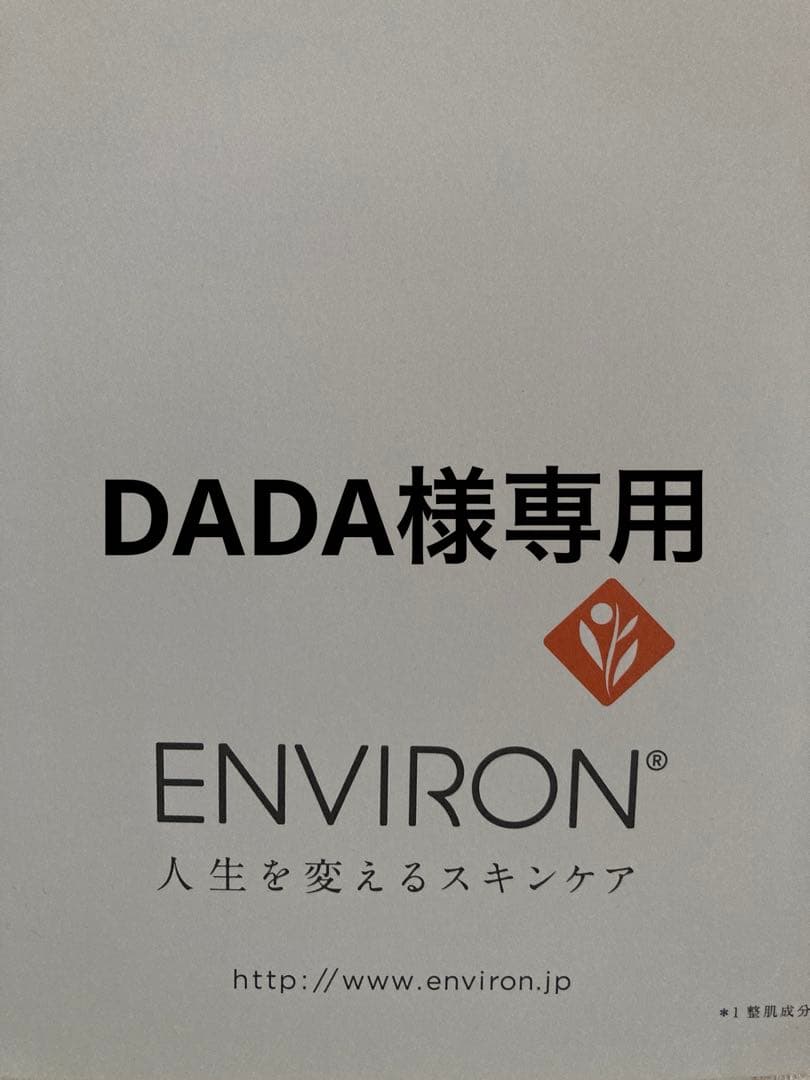 DADA様専用
ENVIRON®
人生を変えるスキンケア
http://www.environ.jp
*1 整肌成分